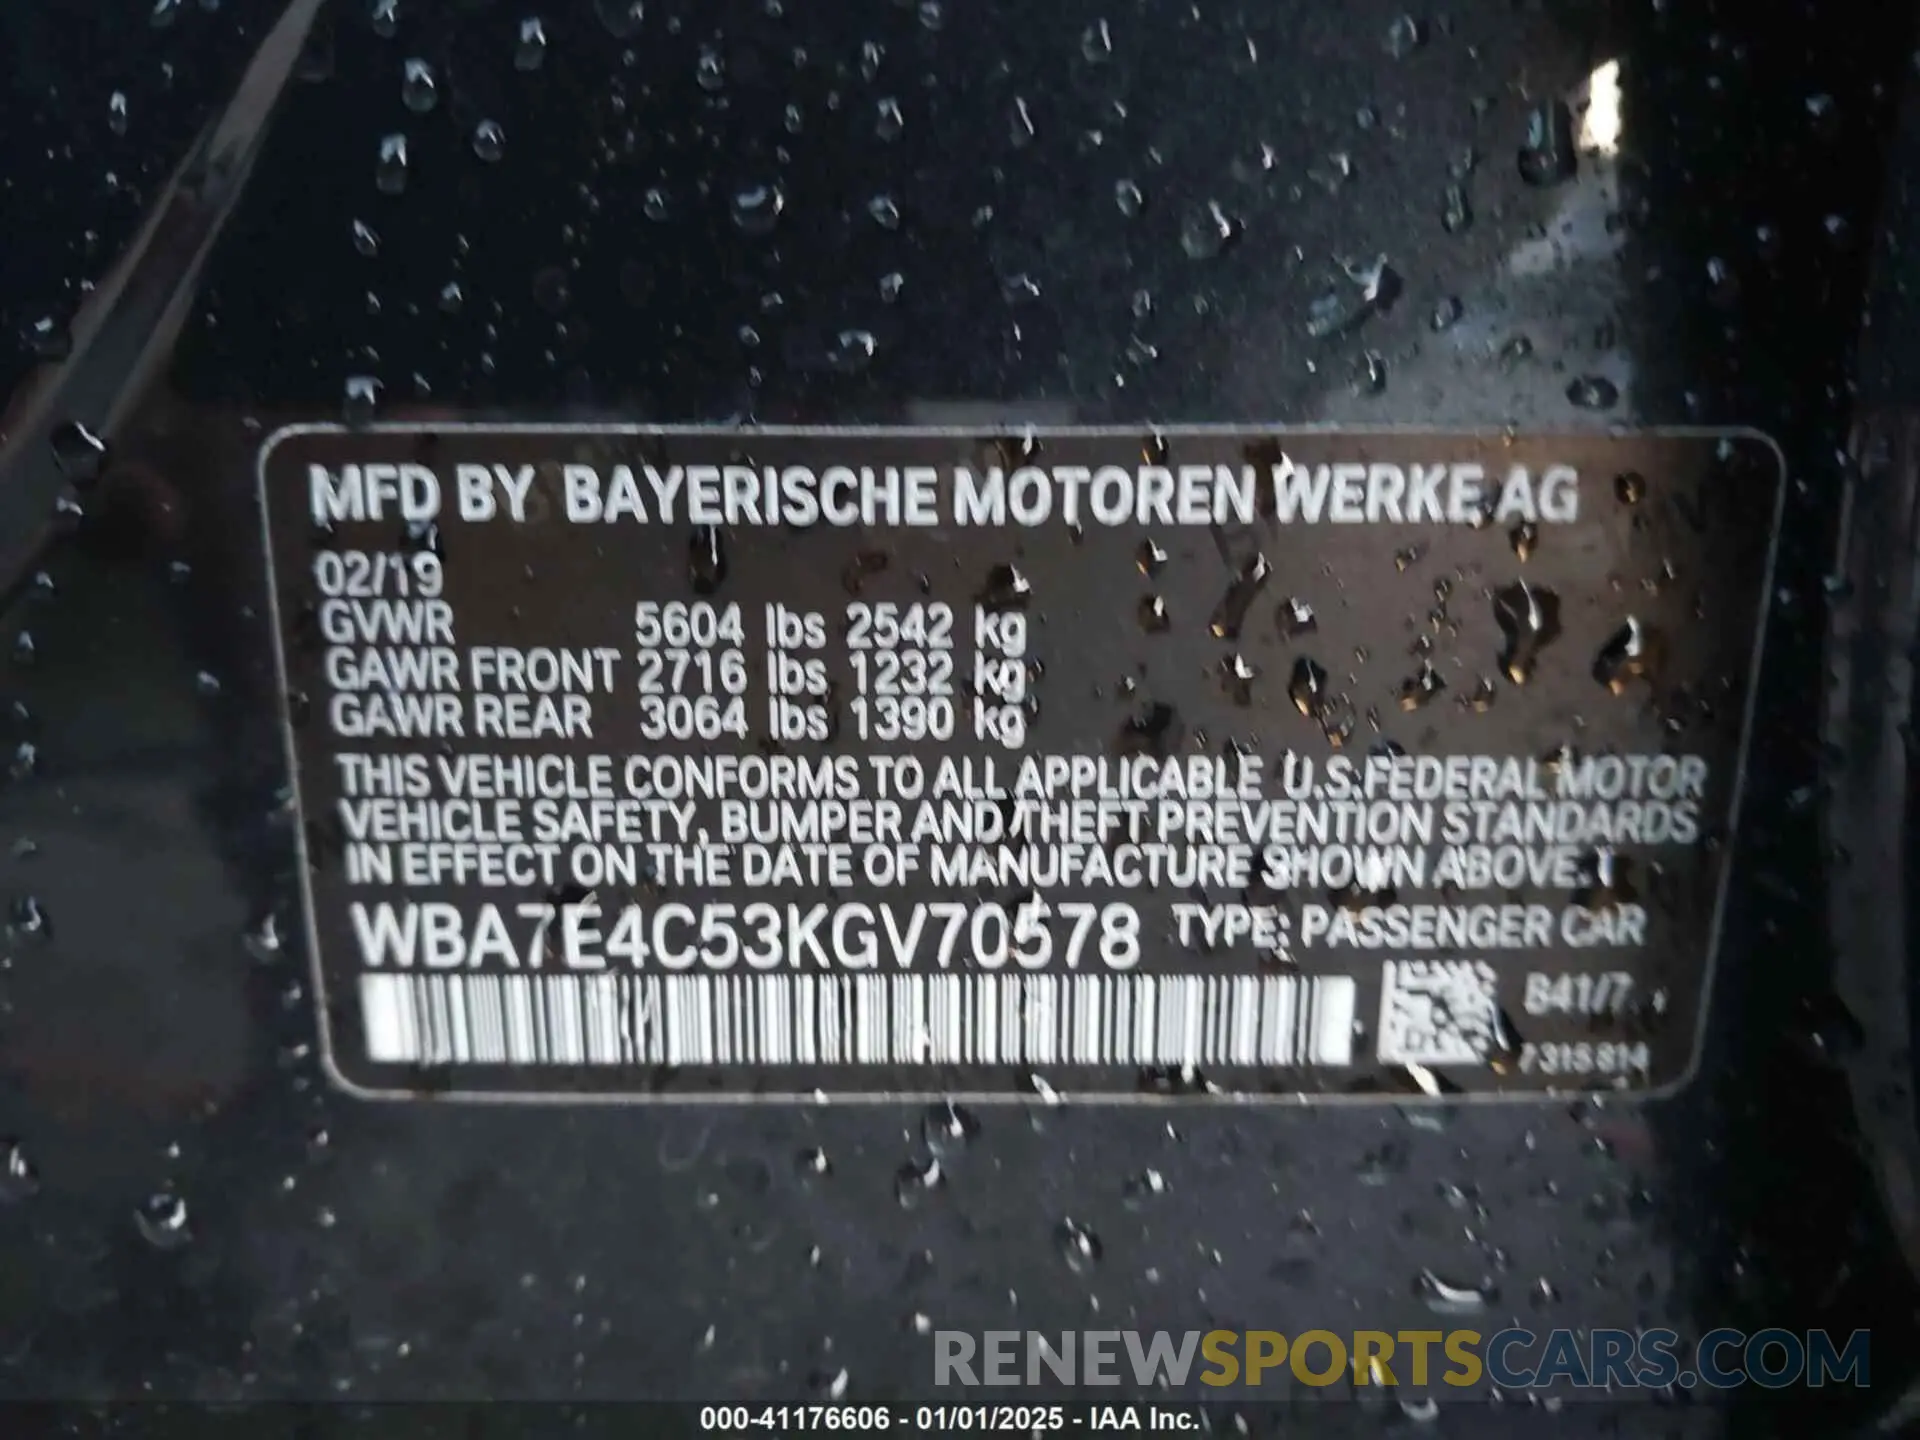 MFD BY BAYERISCHE MOTOREN WERKE AG
02/19
GVWR 5604 lbs 2542 kg
GAWR FRONT 2716 lbs 1232 kg
GAWR REAR 3064 lbs 1390 kg
THIS VEHICLE CONFORMS TO ALL APPLICABLE U.S. FEDERAL MOTOR
VEHICLE SAFETY, BUMPER AND THEFT PREVENTION STANDARDS
IN EFFECT ON THE DATE OF MANUFACTURE SHOWN ABOVE.
WBA7E4C53KGV70578 TYPE: PASSENGER CAR
7315814
RENEWSPORTSCARS.COM
000-41176606 - 01/01/2025 - IAA Inc.